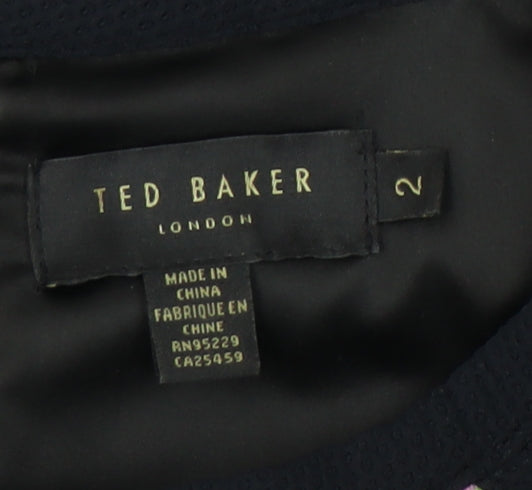 TED BAKER
LONDON
2
MADE IN
CHINA
FABRIQUE EN
CHINE
RN95229
CA25459